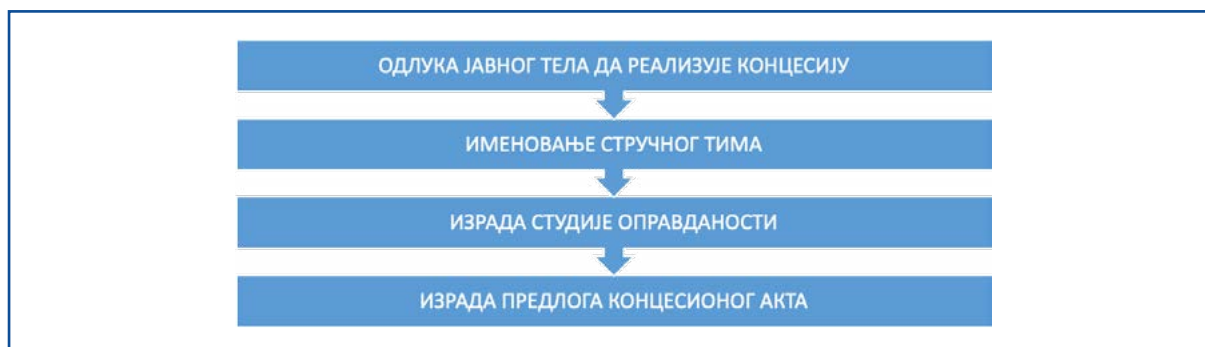 ОДЛУКА ЈАВНОГ ТЕЛА ДА РЕАЛИЗУЈЕ КОНЦЕСИЈУ
ИМЕНОВАЊЕ СТРУЧНОГ ТИМА
ИЗРАДА СТУДИЈЕ ОПРАВДАНОСТИ
ИЗРАДА ПРЕДЛОГА КОНЦЕСИОНОГ АКТА